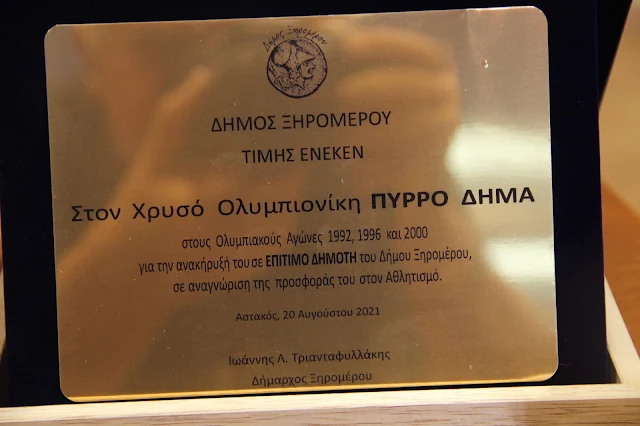 Δήμος Ξηρομέρου
ΔΗΜΟΣ ΞΗΡΟΜΕΡΟΥ
ΤΙΜΗΣ ΕΝΕΚΕΝ
Στον Χρυσό Ολυμπιονίκη ΠΥΡΡΟ ΔΗΜΑ
στους Ολυμπιακούς Αγώνες 1992, 1996 και 2000
για την ανακήρυξή του σε ΕΠΙΤΙΜΟ ΔΗΜΟΤΗ του Δήμου Ξηρομέρου,
σε αναγνώριση της προσφοράς του στον Αθλητισμό.
Αστακός, 20 Αυγούστου 2021
Ιωάννης Λ. Τριανταφυλλάκης
Δήμαρχος Ξηρομέρου